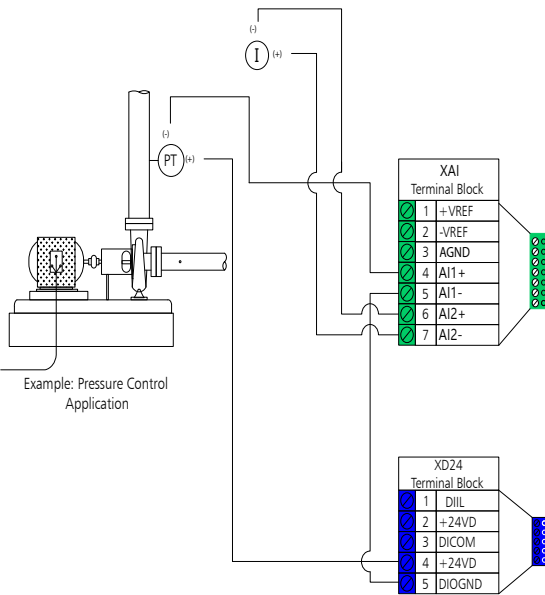 (-)
I (+)
(-)
PT (+)
XAI
Terminal Block
1 +VREF
2 -VREF
3 AGND
4 AI1+
5 AI1-
6 AI2+
7 AI2-
Example: Pressure Control
Application
XD24
Terminal Block
1 DIIL
2 +24VD
3 DICOM
4 +24VD
5 DIOGND